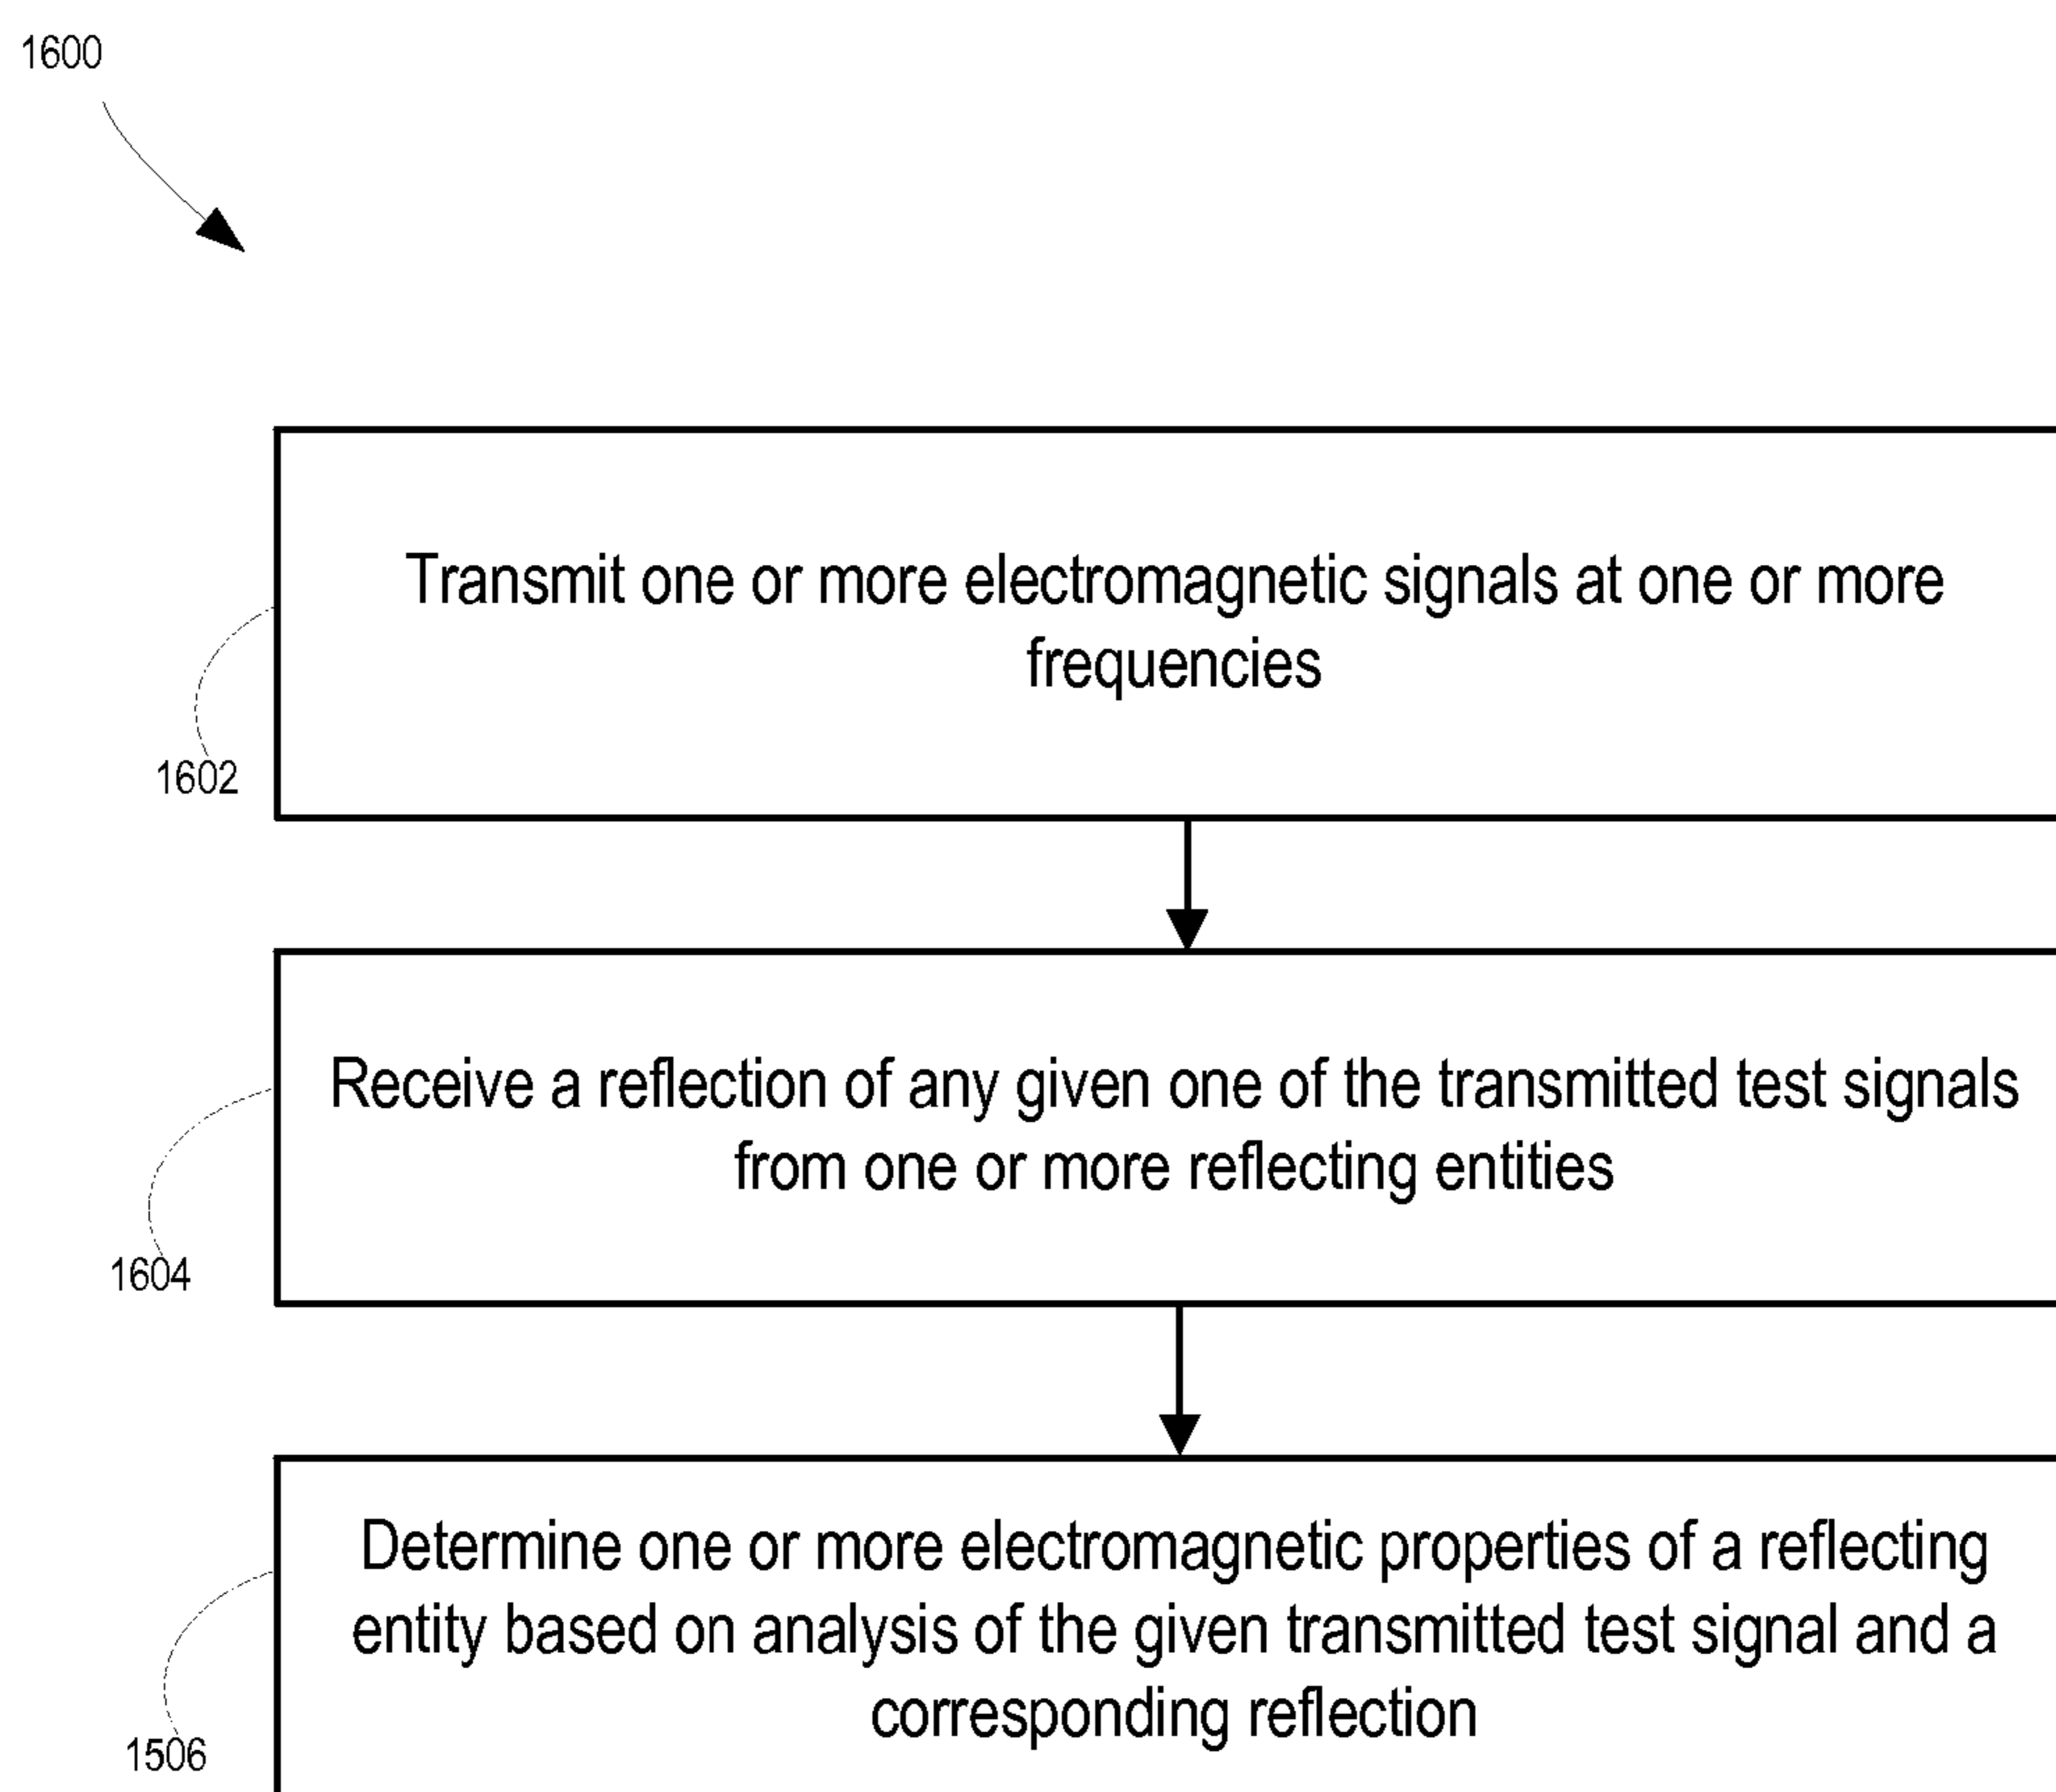 1600
Transmit one or more electromagnetic signals at one or more
frequencies
1602
Receive a reflection of any given one of the transmitted test signals
from one or more reflecting entities
1604
Determine one or more electromagnetic properties of a reflecting
entity based on analysis of the given transmitted test signal and a
corresponding reflection
1506